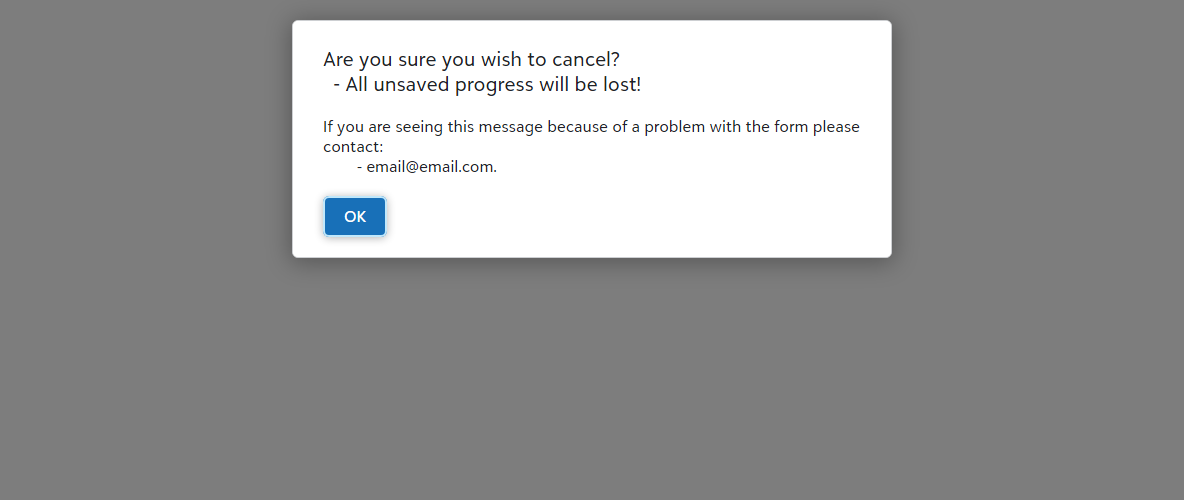 Are you sure you wish to cancel?
- All unsaved progress will be lost!
If you are seeing this message because of a problem with the form please
contact:
- email@email.com.
OK